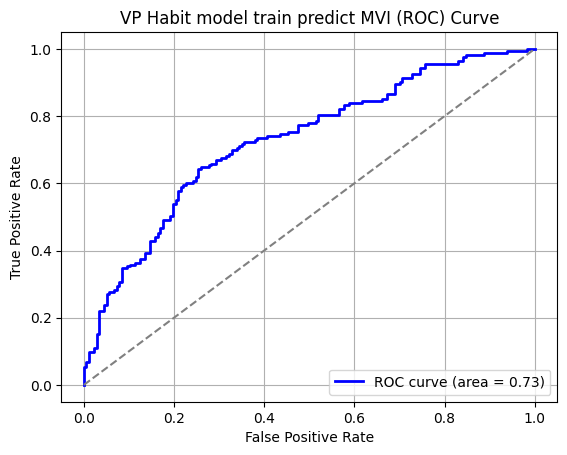 VP Habit model train predict MVI (ROC) Curve
True Positive Rate
1.0
0.8
0.6
0.4
0.2
0.0
ROC curve (area = 0.73)
0.0 0.2 0.4 0.6 0.8 1.0
False Positive Rate